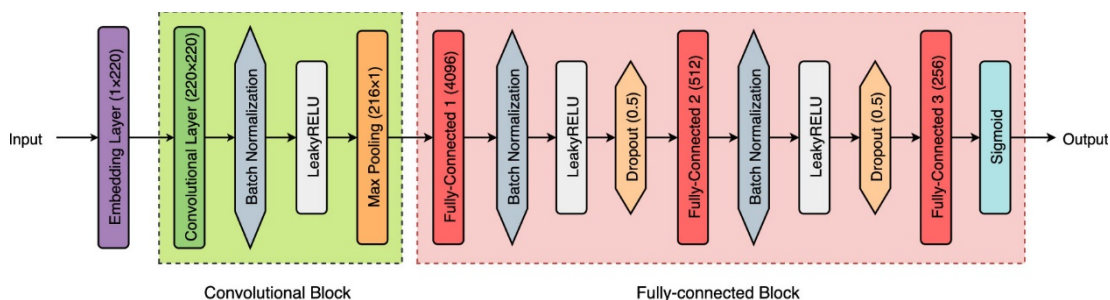 Input
Embedding Layer (1×220)
Convolutional Layer (220×220)
Batch Normalization
LeakyRELU
Max Pooling (216×1)
Fully-Connected 1 (4096)
Batch Normalization
LeakyRELU
Dropout (0.5)
Fully-Connected 2 (512)
Batch Normalization
LeakyRELU
Dropout (0.5)
Fully-Connected 3 (256)
Sigmoid
Output
Convolutional Block
Fully-connected Block